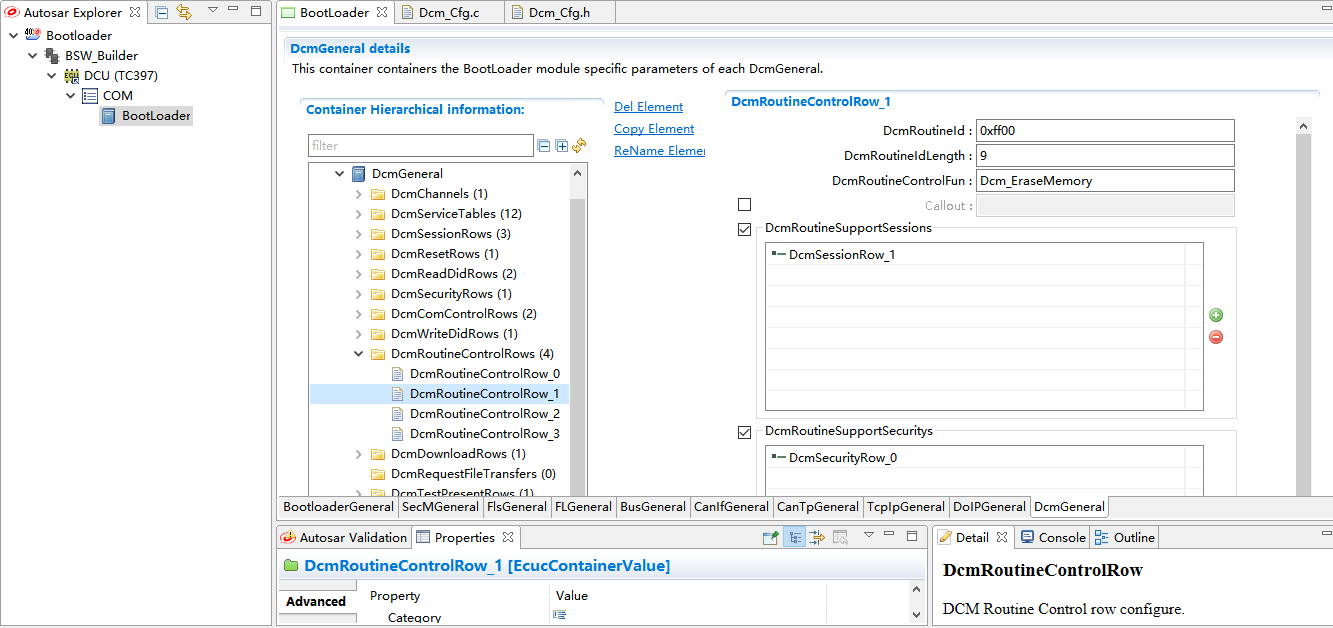 Autosar Explorer
Bootloader
BSW_Builder
DCU (TC397)
COM
BootLoader
BootLoader
Dcm_Cfg.c
Dcm_Cfg.h
DcmGeneral details
This container containers the BootLoader module specific parameters of each DcmGeneral.
Container Hierarchical information:
filter
DcmGeneral
DcmChannels (1)
DcmServiceTables (12)
DcmSessionRows (3)
DcmResetRows (1)
DcmReadDidRows (2)
DcmSecurityRows (1)
DcmComControlRows (2)
DcmWriteDidRows (1)
DcmRoutineControlRows (4)
DcmRoutineControlRow_0
DcmRoutineControlRow_1
DcmRoutineControlRow_2
DcmRoutineControlRow_3
DcmDownloadRows (1)
DcmRequestFileTransfers (0)
DcmTestPresentRows (1)
Del Element
Copy Element
ReName Elemer
DcmRoutineControlRow_1
DcmRoutineId : 0xff00
DcmRoutineIdLength : 9
DcmRoutineControlFun : Dcm_EraseMemory
Callout :
DcmRoutineSupportSessions
DcmSessionRow_1
DcmRoutineSupportSecuritys
DcmSecurityRow_0
BootloaderGeneral SecMGeneral FlsGeneral FLGeneral BusGeneral CanIfGeneral CanTpGeneral TcpIpGeneral DoIPGeneral DcmGeneral
Autosar Validation
Properties
DcmRoutineControlRow_1 [EcucContainerValue]
Advanced
Property Value
Category
Detail
Console
Outline
DcmRoutineControlRow
DCM Routine Control row configure.